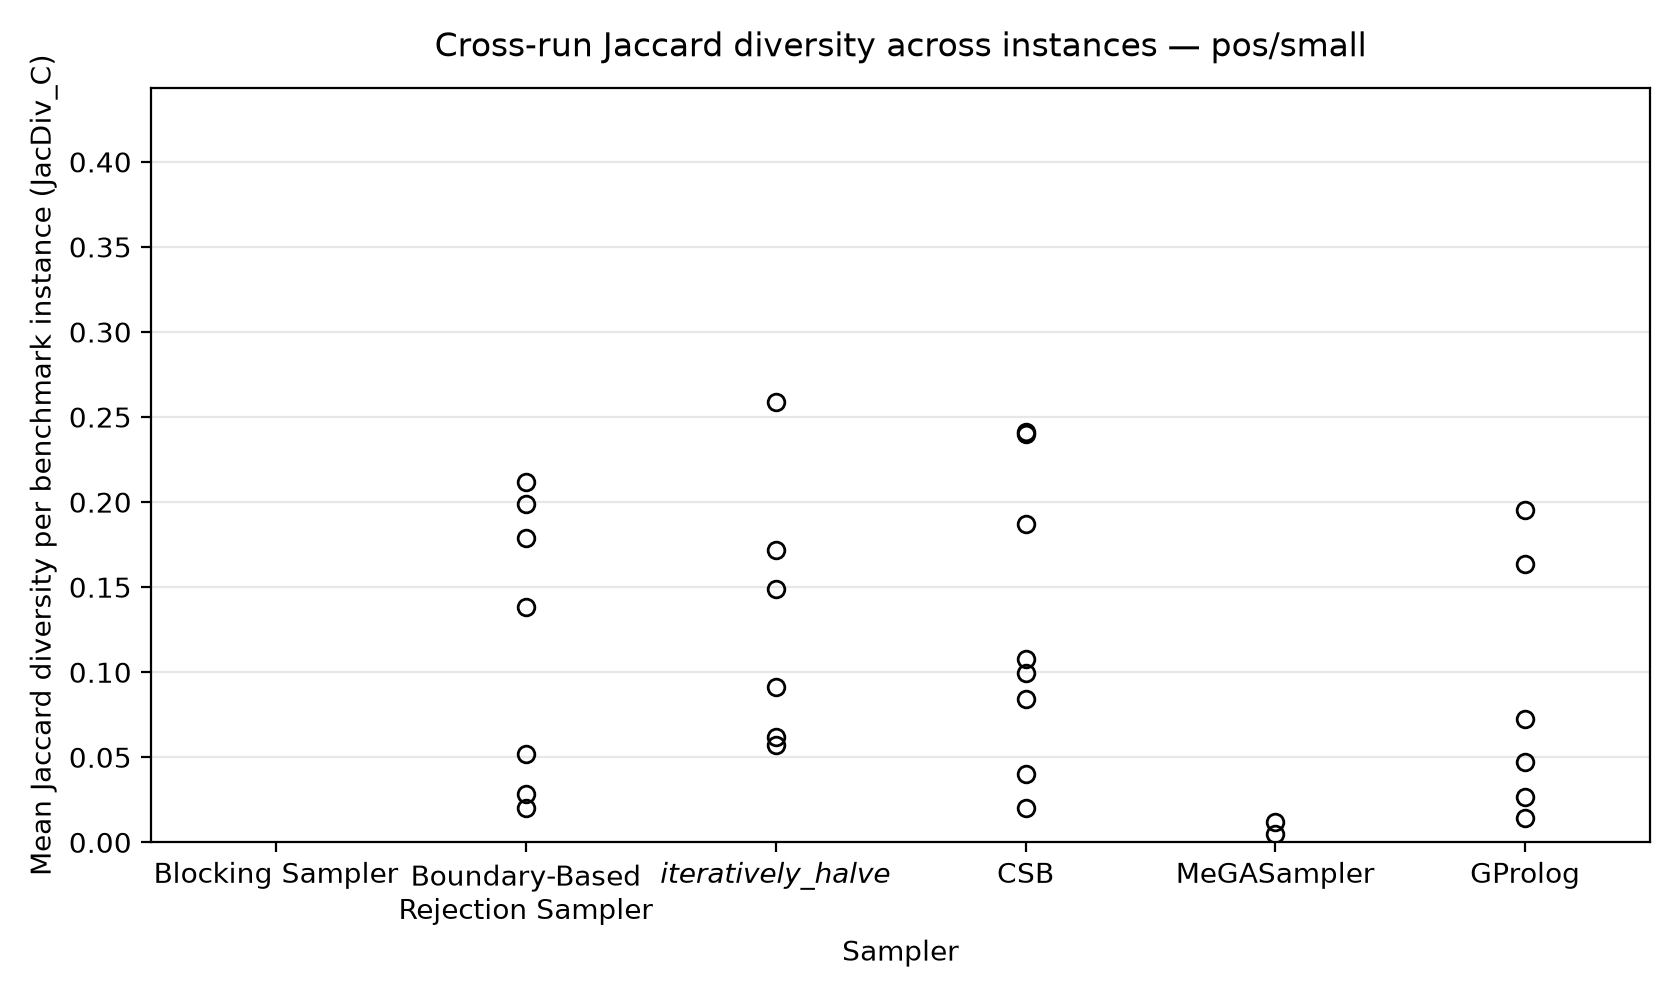 Cross-run Jaccard diversity across instances — pos/small
Mean Jaccard diversity per benchmark instance (JacDiv_C)
0.40
0.35
0.30
0.25
0.20
0.15
0.10
0.05
0.00
Blocking Sampler
Boundary-Based
Rejection Sampler
iteratively_halve
CSB
MeGASampler
GProlog
Sampler